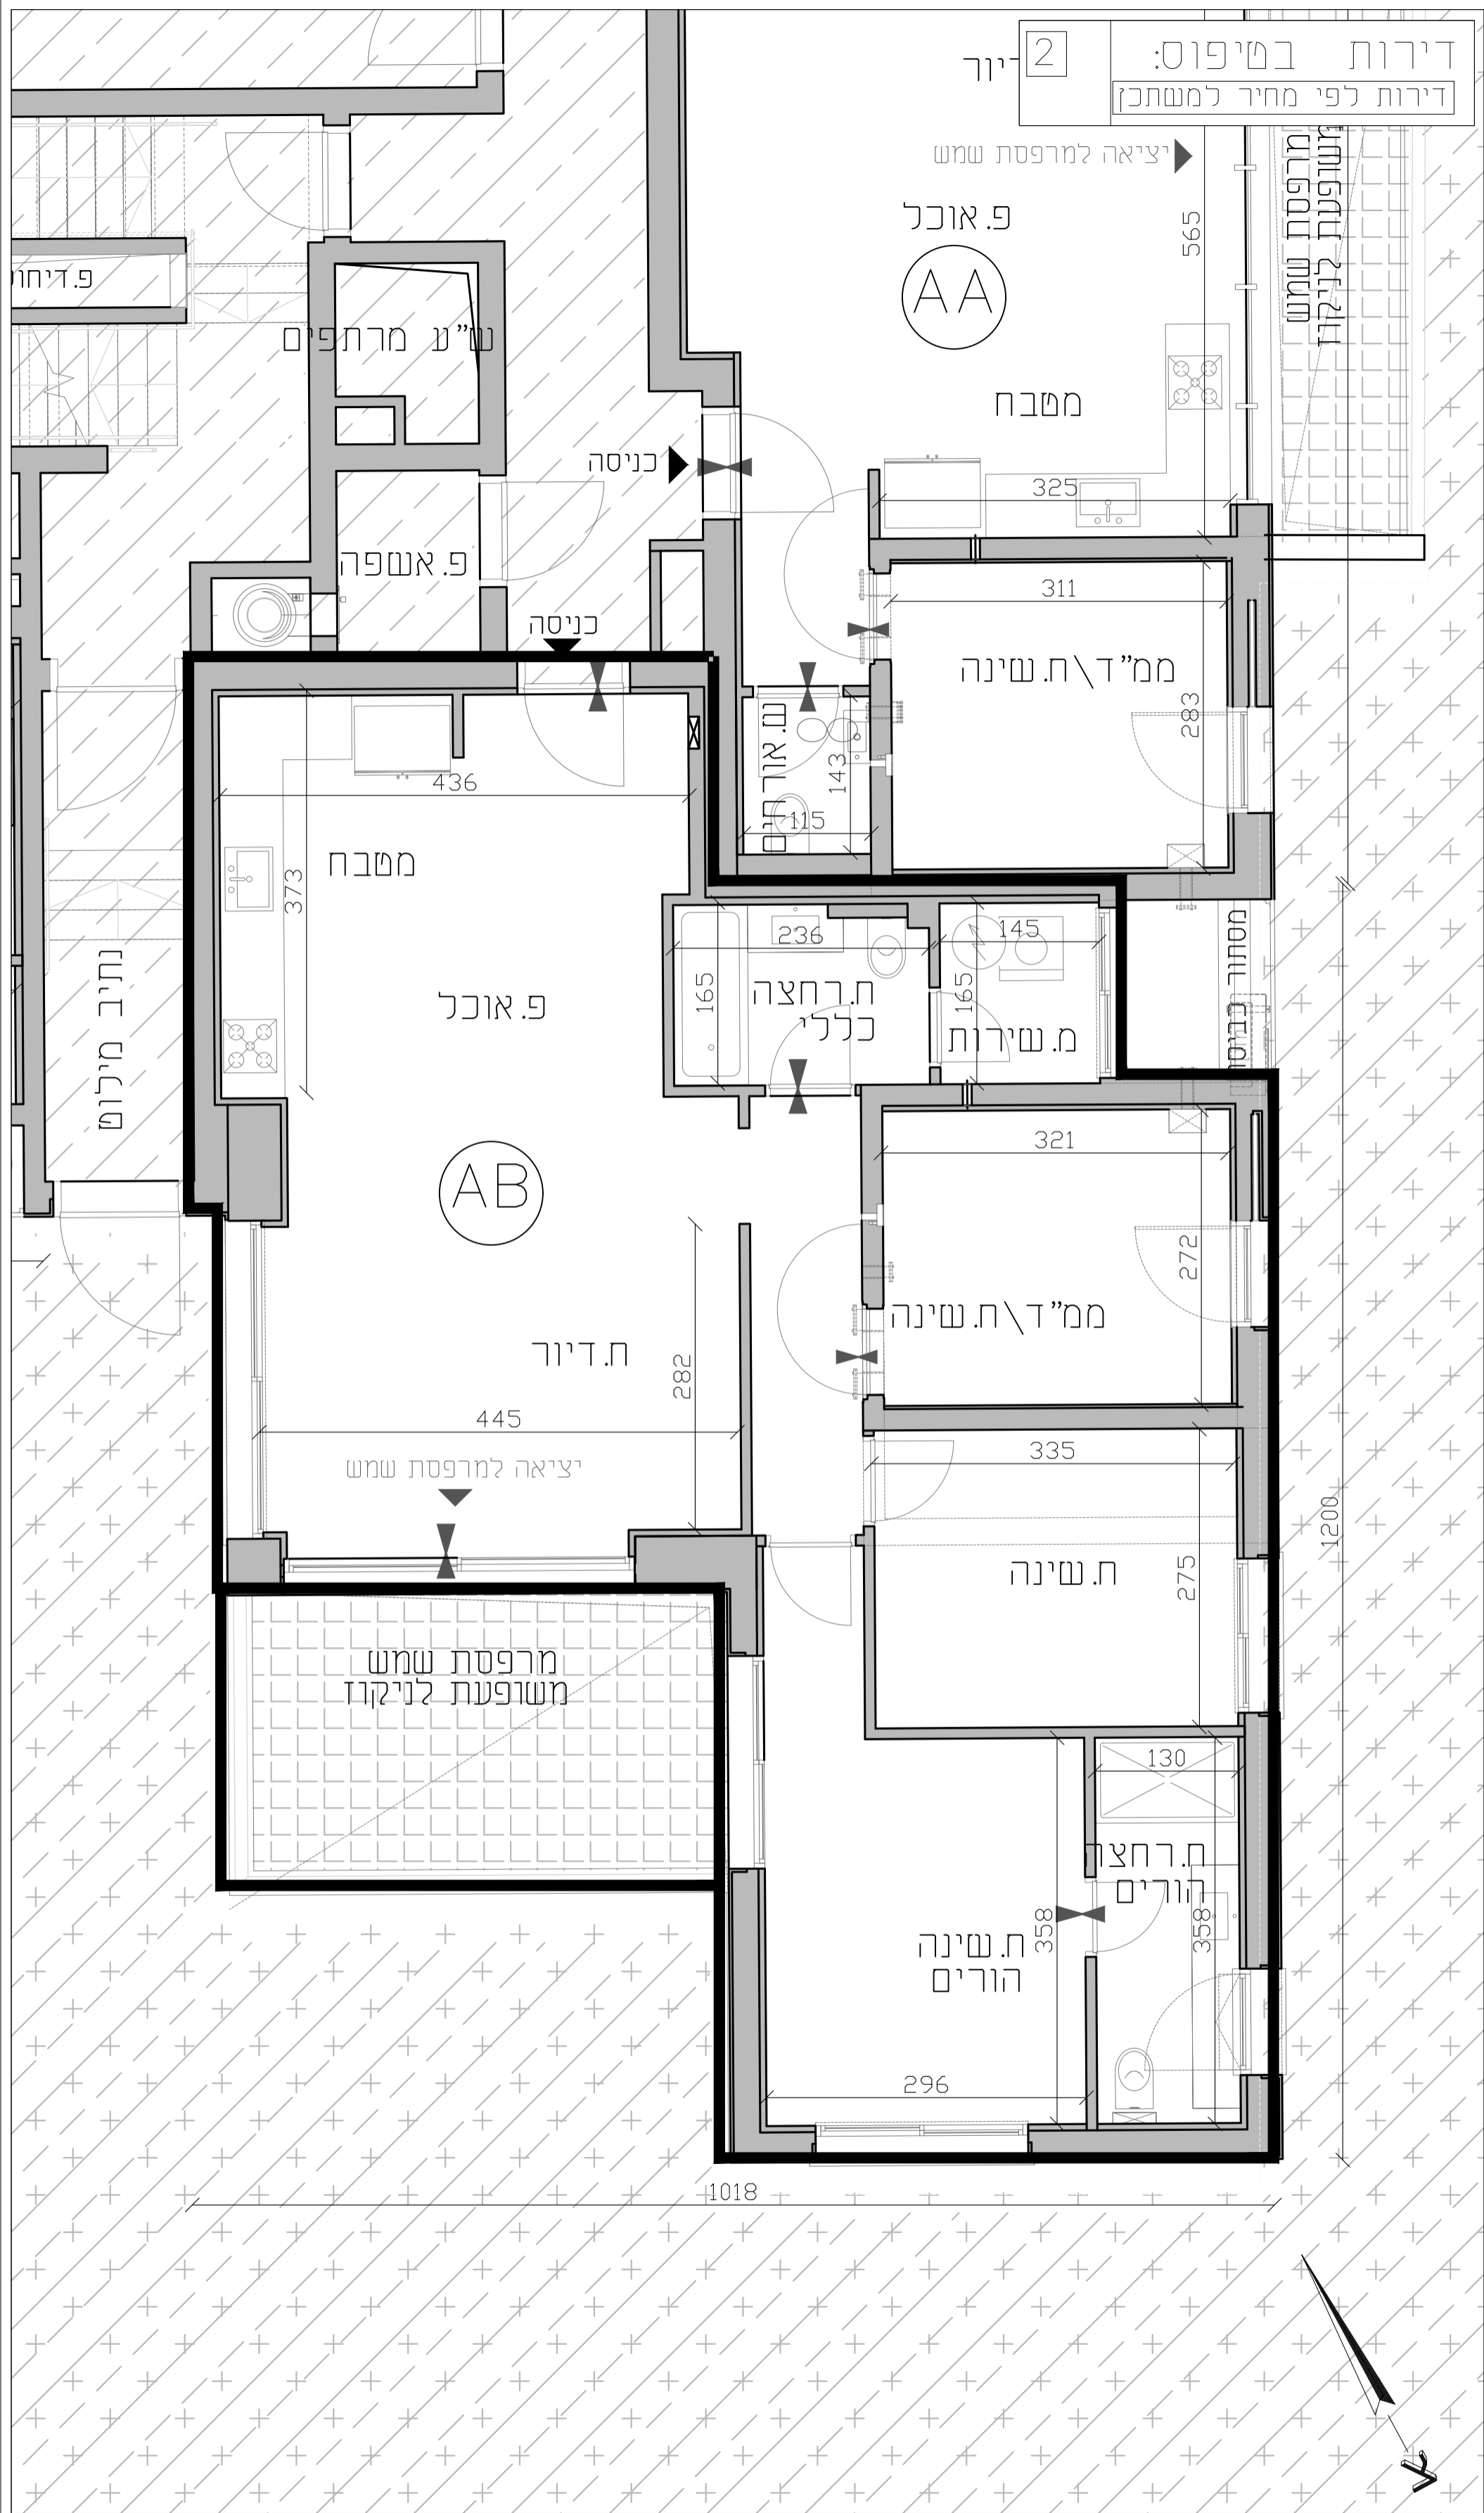 דירות בטיפוס:
2
דירות לפי מחיר למשתכן
יציאה למרפסת שמש
מרפסת שמש
משופעת לניקוז
פ.אוכל
565
AA
ש"ע מרתפים
מטבח
כניסה
325
פ.אשפה
311
כניסה
ממ"ד\ח.שינה
283
ש.אורחים
143
115
436
373
מטבח
נתיב מילוט
פ.אוכל
236
145
165
165
ח.רחצה
כללי
מ.שירות
מסתור כביסה
321
AB
272
ממ"ד\ח.שינה
ח.דיור
282
445
335
יציאה למרפסת שמש
1200
ח.שינה
275
מרפסת שמש
משופעת לניקוז
130
ח.רחצה
הורים
358
358
ח.שינה
הורים
296
1018